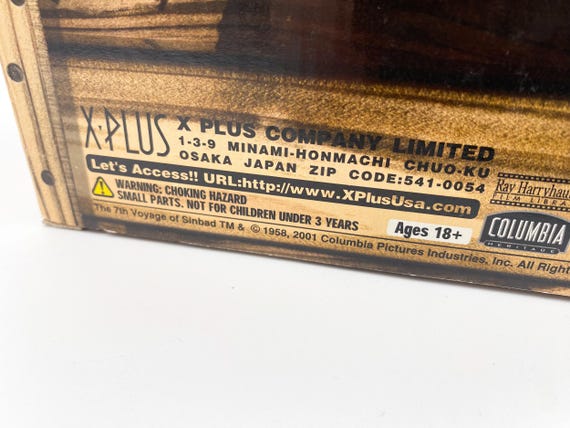 X-PLUS
X PLUS COMPANY LIMITED
1-3-9 MINAMI-HONMACHI CHUO-KU
OSAKA JAPAN ZIP CODE:541-0054
Let's Access!! URL:http://www.XPlusUsa.com
WARNING: CHOKING HAZARD
SMALL PARTS. NOT FOR CHILDREN UNDER 3 YEARS
Ages 18+
Ray
FILM
COLUMBIA
HERITAGE
The 7th Voyage of Sinbad TM & © 1958, 2001 Columbia Pictures Industries, Inc. All